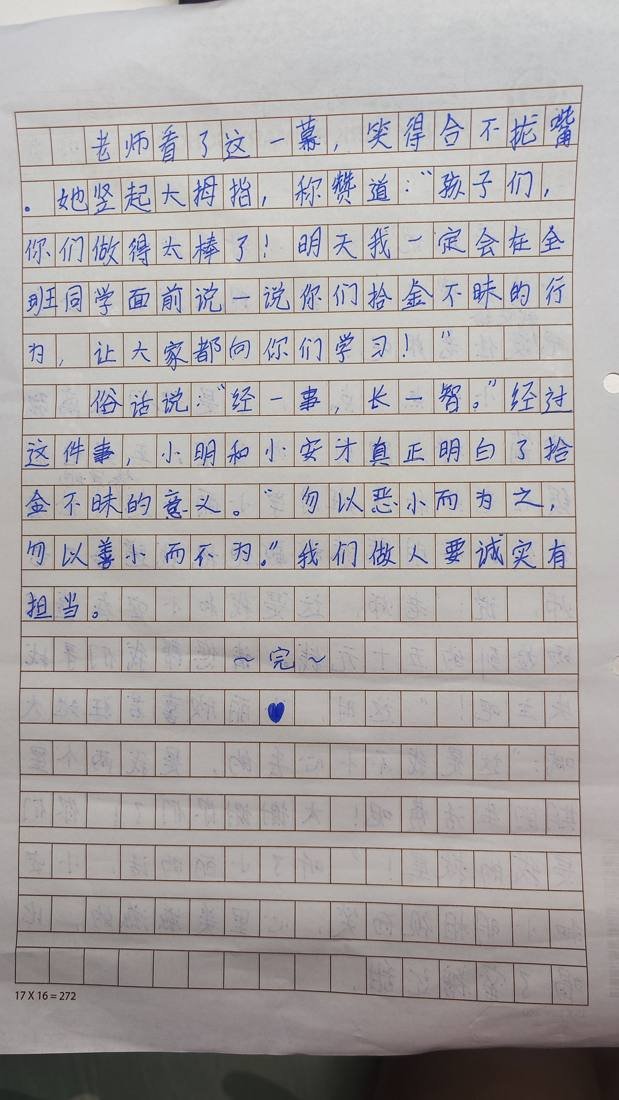 老师看了这一幕，笑得合不拢嘴
。她竖起大拇指，称赞道：“孩子们，
你们做得太棒了！明天我一定会在全
班同学面前说一说你们拾金不昧的行
为，让大家都向你们学习！”
俗话说：“经一事，长一智。”经过
这件事，小明和小安才真正明白了拾
金不昧的意义。“勿以恶小而为之，
勿以善小而不为。”我们做人要诚实有
担当。
~完~
17 X 16 = 272